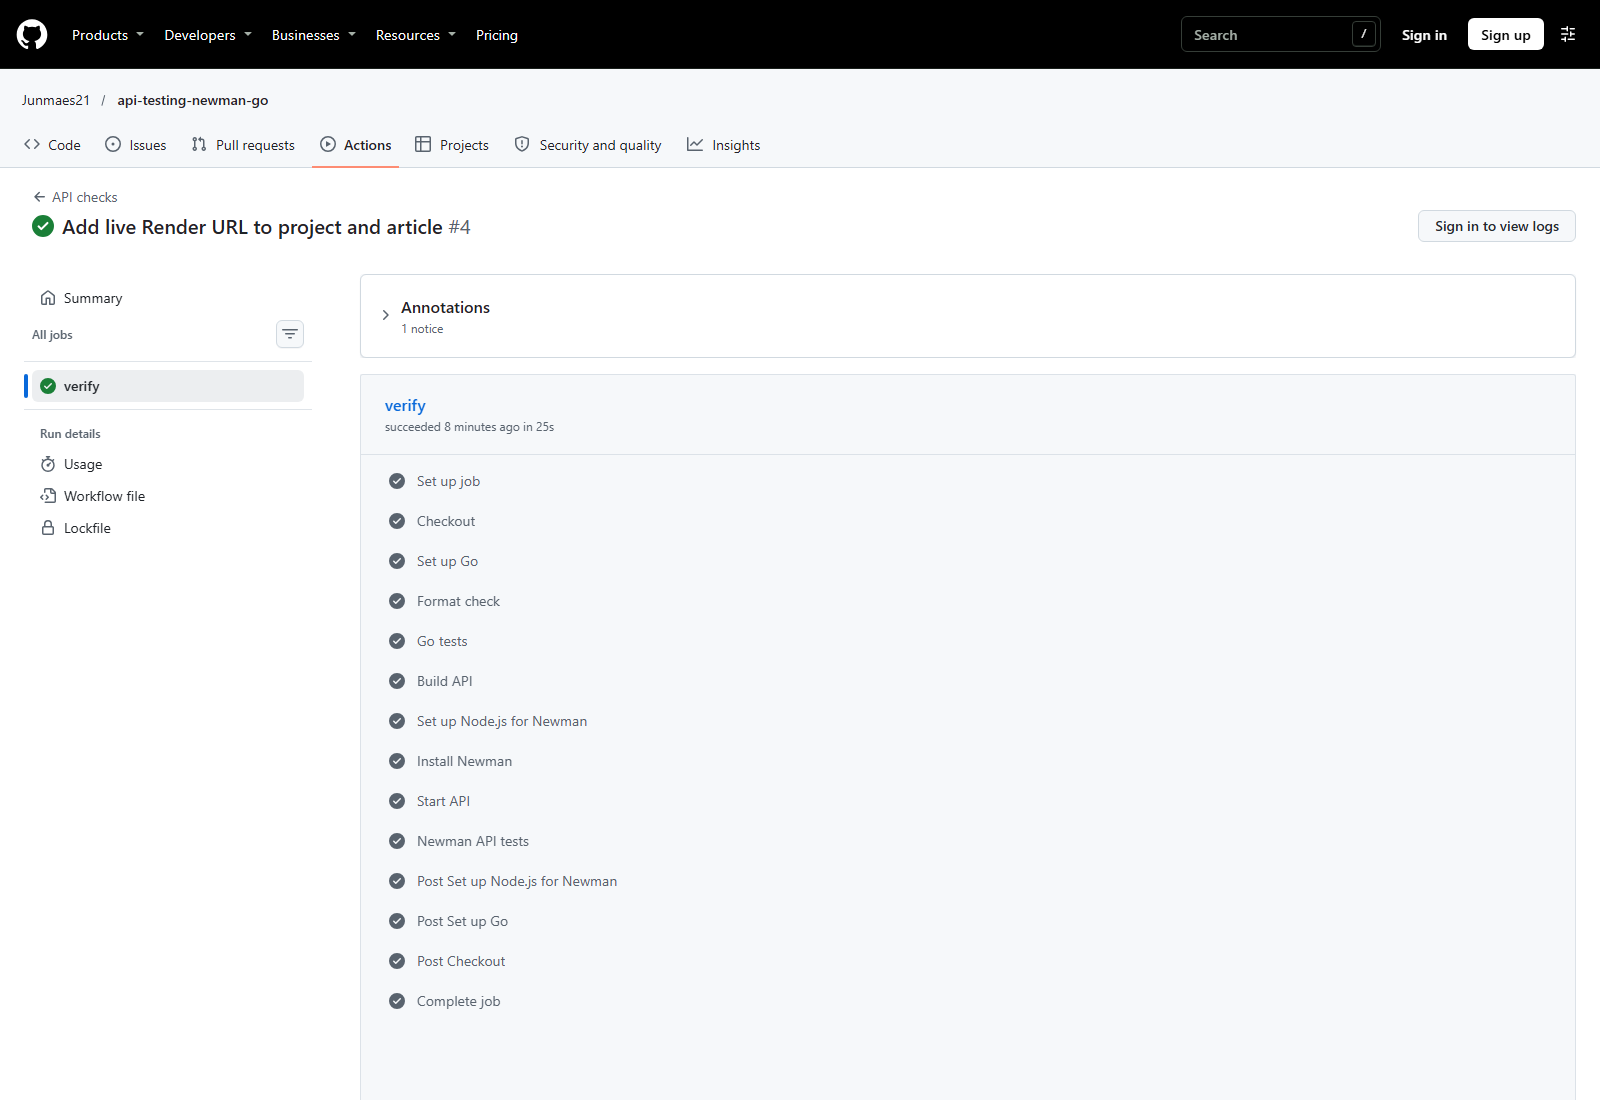 Products Developers Businesses Resources Pricing Search / Sign in Sign up
Junmaes21 / api-testing-newman-go
Code Issues Pull requests Actions Projects Security and quality Insights
API checks
Add live Render URL to project and article #4
Sign in to view logs
Summary
All jobs
verify
Run details
Usage
Workflow file
Lockfile
Annotations
1 notice
verify
succeeded 8 minutes ago in 25s
Set up job
Checkout
Set up Go
Format check
Go tests
Build API
Set up Node.js for Newman
Install Newman
Start API
Newman API tests
Post Set up Node.js for Newman
Post Set up Go
Post Checkout
Complete job